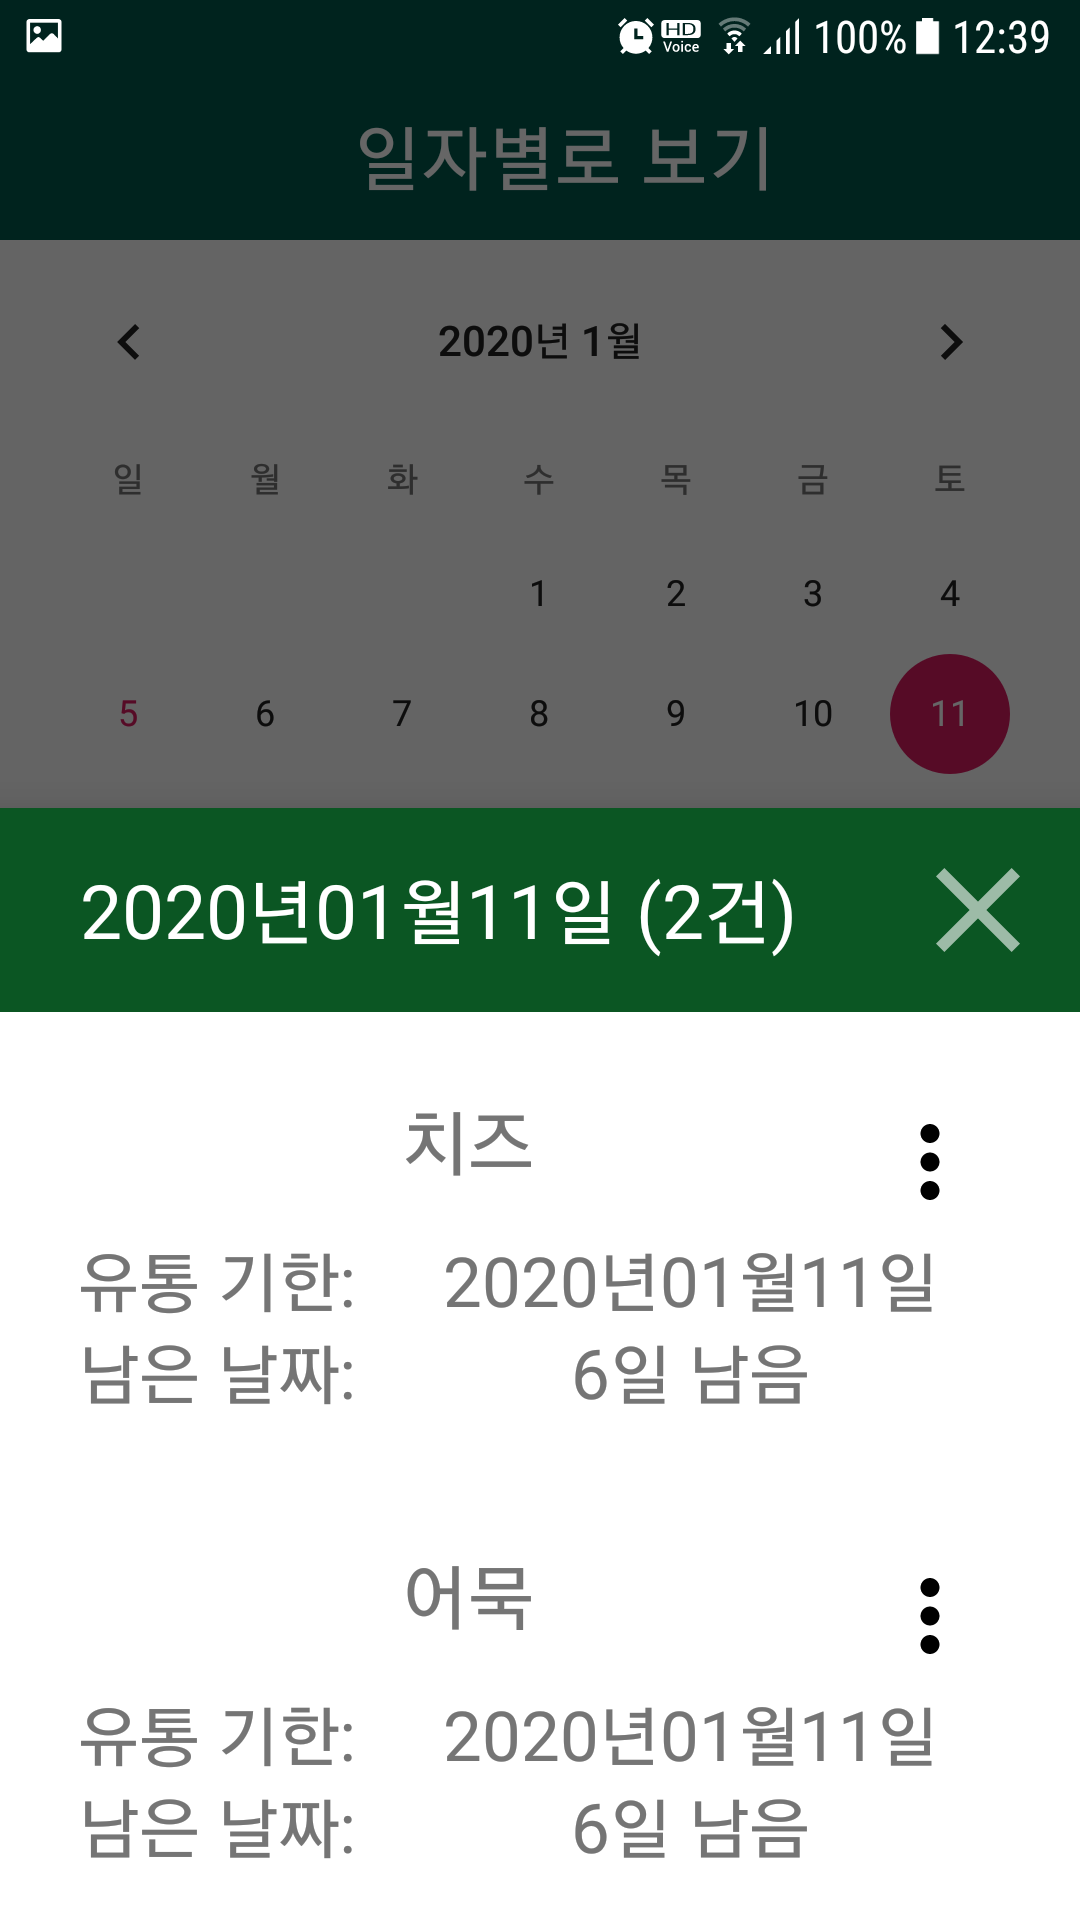 HD Voice 100% 12:39
일자별로 보기
2020년 1월
일 월 화 수 목 금 토
1 2 3 4
5 6 7 8 9 10 11
2020년01월11일 (2건)
치즈
유통 기한: 2020년01월11일
남은 날짜: 6일 남음
어묵
유통 기한: 2020년01월11일
남은 날짜: 6일 남음